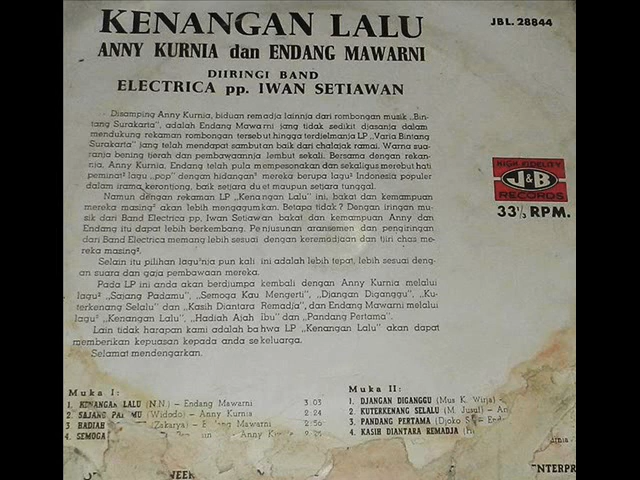 KENANGAN LALU
JBL. 28844
ANNY KURNIA dan ENDANG MAWARNI
DIIRINGI BAND
ELECTRICA pp. IWAN SETIAWAN
Disamping Anny Kurnia, biduan remadja lainnja dari rombongan musik „Bin-
tang Surakarta", adalah Endang Mawarni jang tidak sedikit djasanja dalam
mendukung rekaman rombongan tersebut hingga terdjelmanja LP „Varia Bintang
Surakarta" jang telah mendapat sambutan baik dari chalajak ramai. Warna sua-
ranja bening tjerah dan pembawaannja lembut sekali. Bersama dengan rekan-
nja, Anny Kurnia, Endang telah pula mempesonakan dan sekaligus merebut hati
peminat² lagu „pop" dengan hidangan² mereka berupa lagu² Indonesia populer
dalam irama kerontjong, baik setjara duet maupun setjara tunggal.
Namun dengan rekaman LP „Kenangan Lalu" ini, bakat dan kemampuan
mereka masing² akan lebih mengagumkan. Betapa tidak? Dengan iringan mu-
sik dari Band Electrica pp. Iwan Setiawan bakat dan kemampuan Anny dan
Endang itu dapat lebih berkembang. Penjusunan aransemen dan pengiringan
dari Band Electrica memang lebih sesuai dengan keremadjaan dan tjiri chas me-
reka masing².
Selain itu pilihan lagu²nja pun kali ini adalah lebih tepat, lebih sesuai deng-
an suara dan gaja pembawaan mereka.
Pada LP ini anda akan berdjumpa kembali dengan Anny Kurnia melalui
lagu² „Sajang Padamu", „Semoga Kau Mengerti", „Djangan Diganggu", „Ku-
terkenang Selalu" dan „Kasih Diantara Remadja", dan Endang Mawarni melalui
lagu² „Kenangan Lalu", „Hadiah Ajah Ibu" dan „Pandang Pertama".
Lain tidak harapan kami adalah bahwa LP „Kenangan Lalu" akan dapat
memberikan kepuasan kepada anda sekeluarga.
Selamat mendengarkan.
HIGH FIDELITY
J&B
RECORDS
33⅓ RPM.
Muka I:
1. KENANGAN LALU (N.N.) – Endang Mawarni 3:03
2. SAJANG PADAMU (Widodo) – Anny Kurnia 2:24
3. HADIAH (Zakarya) – Endang Mawarni 2:56
4. SEMOGA Anny K
Muka II:
1. DJANGAN DIGANGGU (Mus K. Wirja)
2. KUTERKENANG SELALU (M. Jusuf) – An
3. PANDANG PERTAMA (Djoko S – End
4. KASIH DIANTARA REMADJA
WEEK
ENTERPR